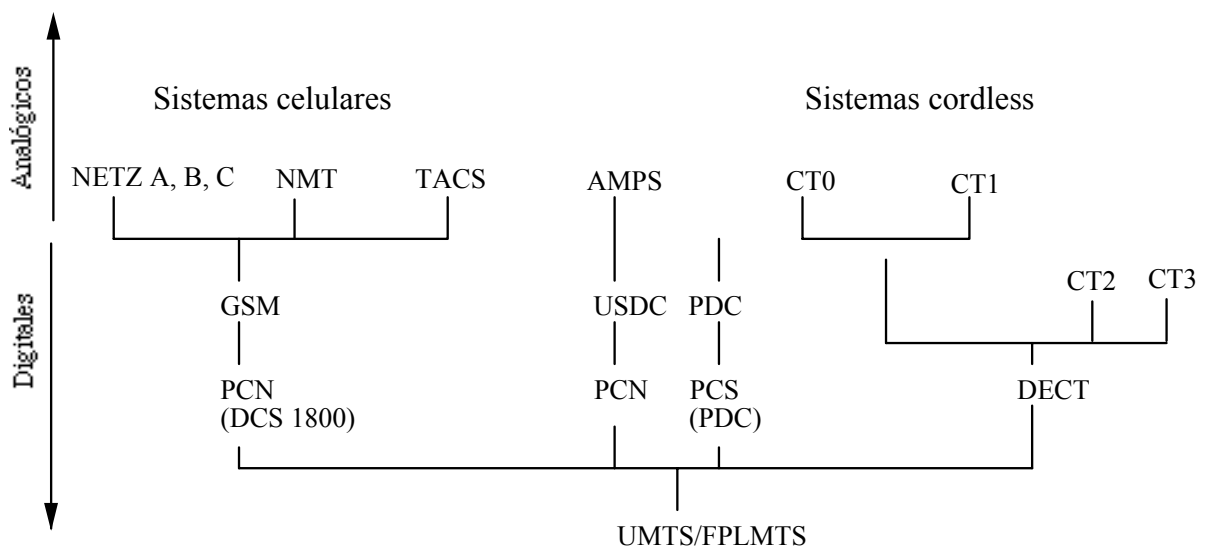 Analógicos
Sistemas celulares
Sistemas cordless
NETZ A, B, C
NMT
TACS
AMPS
CT0
CT1
Digitales
CT2
CT3
GSM
USDC
PDC
PCN
(DCS 1800)
PCN
PCS
(PDC)
DECT
UMTS/FPLMTS